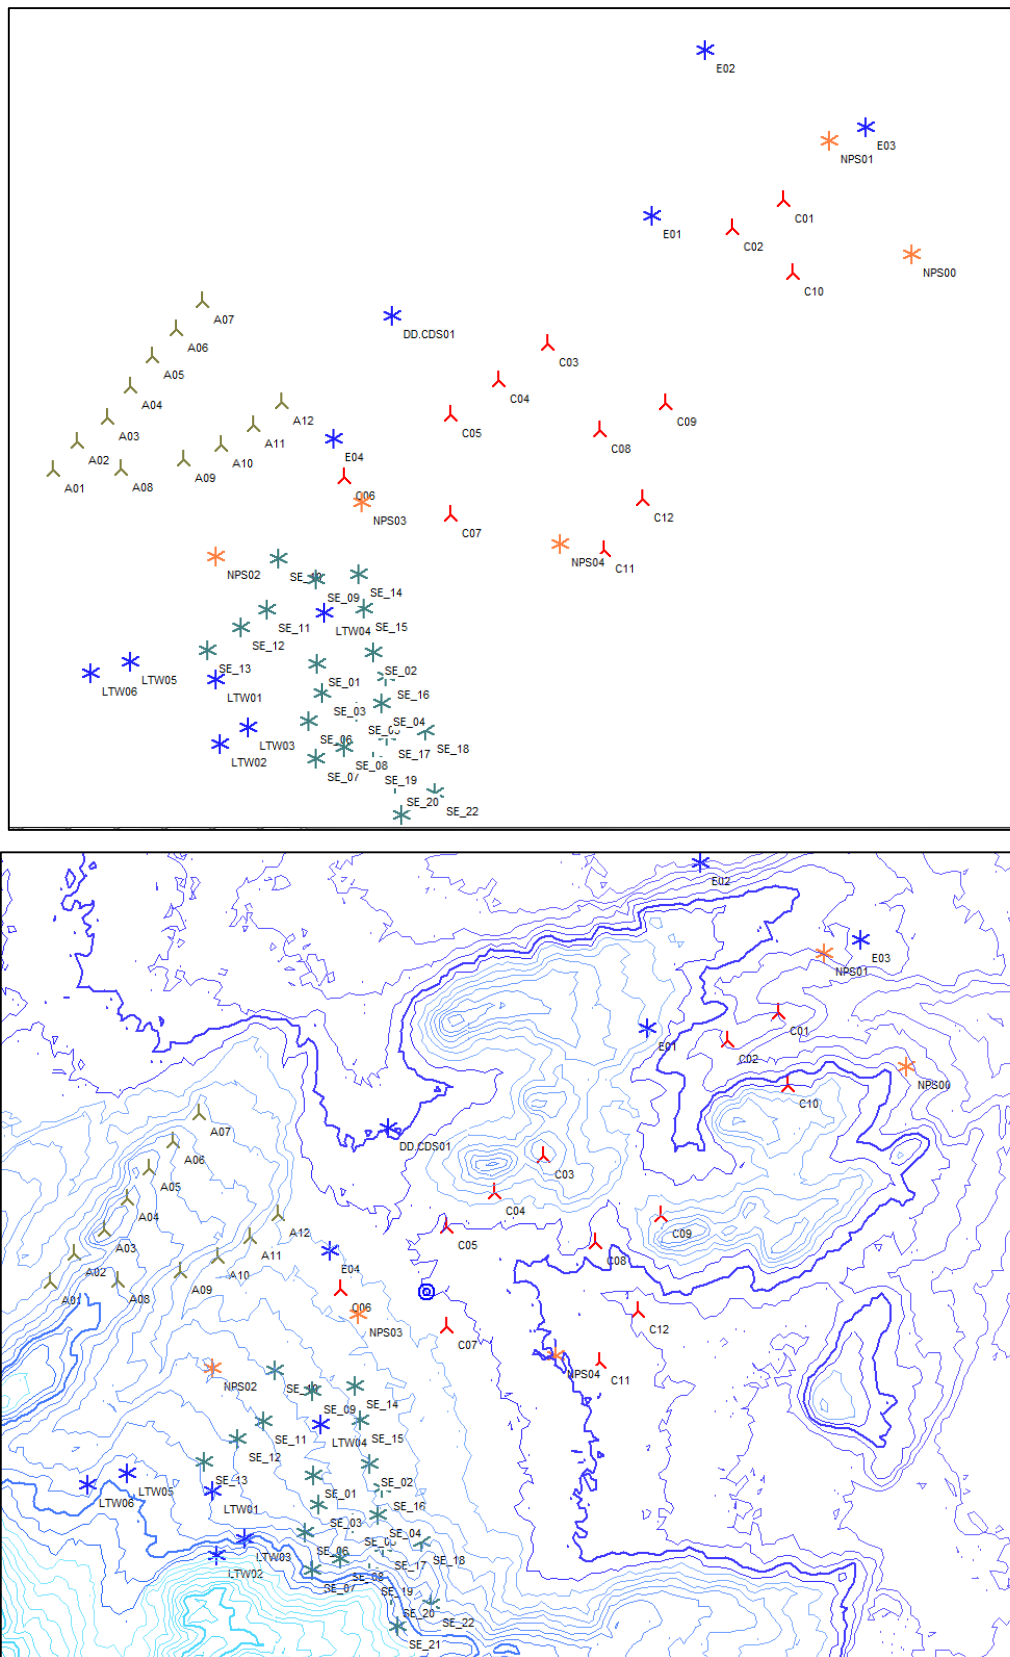 E02
E03
NPS01
C01
E01
C02
NPS00
C10
A07
DD.CDS01
A06
C03
A05
C04
A04
A12
C09
A03
C05
A11
C08
A02
A10
E04
A01
A08
A09
C06
C12
NPS03
C07
NPS04
C11
NPS02
SE_10
SE_14
SE_09
SE_11
LTW04
SE_15
SE_12
SE_13
SE_02
LTW05
SE_01
LTW06
LTW01
SE_16
SE_03
SE_04
SE_05
SE_06
LTW03
SE_18
SE_17
LTW02
SE_08
SE_07
SE_19
SE_20
SE_22
E02
E03
NPS01
C01
E01
C02
NPS00
C10
A07
DD.CDS01
A06
C03
A05
C04
A04
A12
C09
A03
C05
A11
C08
A02
A10
E04
A01
A08
A09
C06
C12
NPS03
C07
NPS04
C11
NPS02
SE_10
SE_14
SE_09
SE_11
LTW04
SE_15
SE_12
SE_13
SE_02
LTW05
LTW06
SE_01
LTW01
SE_16
SE_03
SE_04
SE_05
SE_06
LTW03
SE_18
SE_17
LTW02
SE_08
SE_07
SE_19
SE_20
SE_22
SE_21